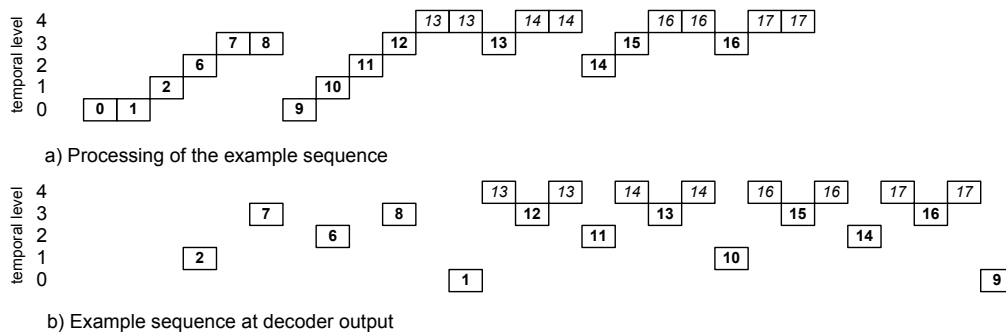 temporal level
4 13 13 14 14 16 16 17 17
3 7 8 12 13 15 16
2 6 11 14
1 2 10
0 0 1 9
a) Processing of the example sequence
temporal level
4 13 13 14 14 16 16 17 17
3 7 8 12 13 15 16
2 6 11 14
1 2 10
0 1 9
b) Example sequence at decoder output